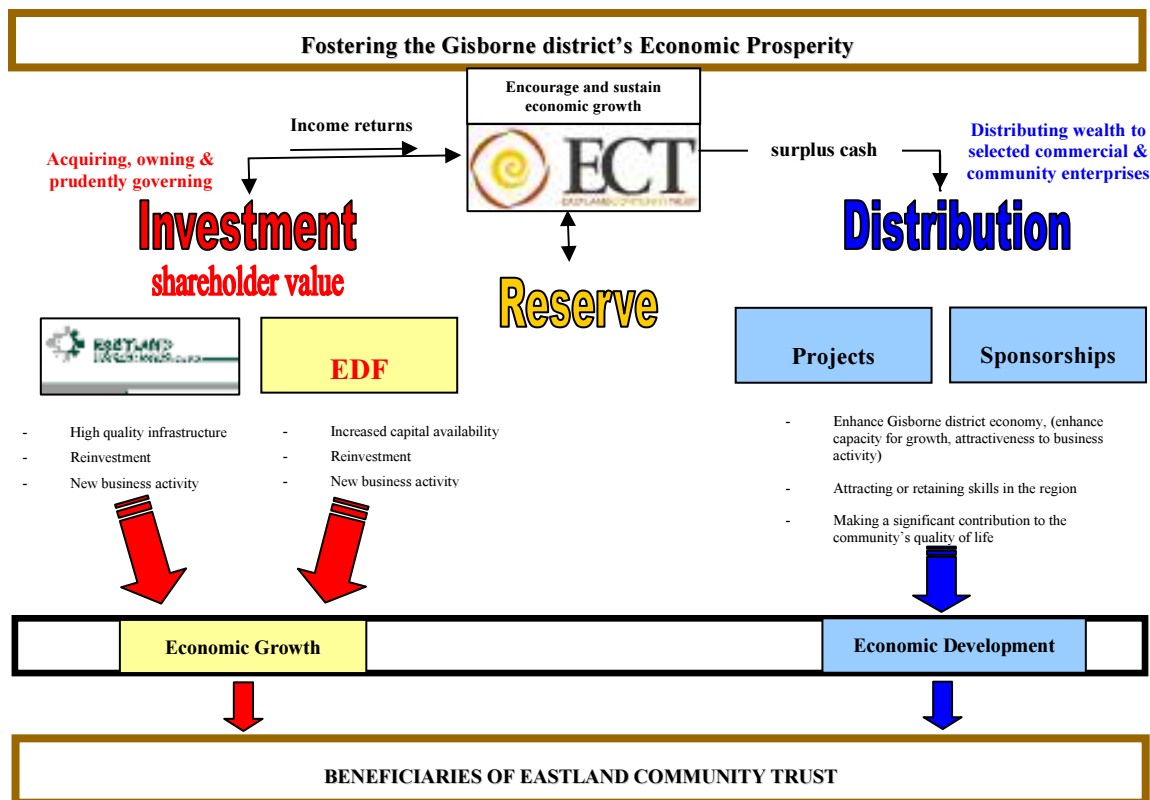 Fostering the Gisborne district's Economic Prosperity
Encourage and sustain
economic growth
Income returns
Acquiring, owning &
prudently governing
ECT
EASTLAND COMMUNITY TRUST
surplus cash
Distributing wealth to
selected commercial &
community enterprises
Investment
shareholder value
Reserve
Distribution
EASTLAND
EDF
Projects
Sponsorships
- High quality infrastructure
- Reinvestment
- New business activity
- Increased capital availability
- Reinvestment
- New business activity
- Enhance Gisborne district economy, (enhance
capacity for growth, attractiveness to business
activity)
- Attracting or retaining skills in the region
- Making a significant contribution to the
community`s quality of life
Economic Growth
Economic Development
BENEFICIARIES OF EASTLAND COMMUNITY TRUST